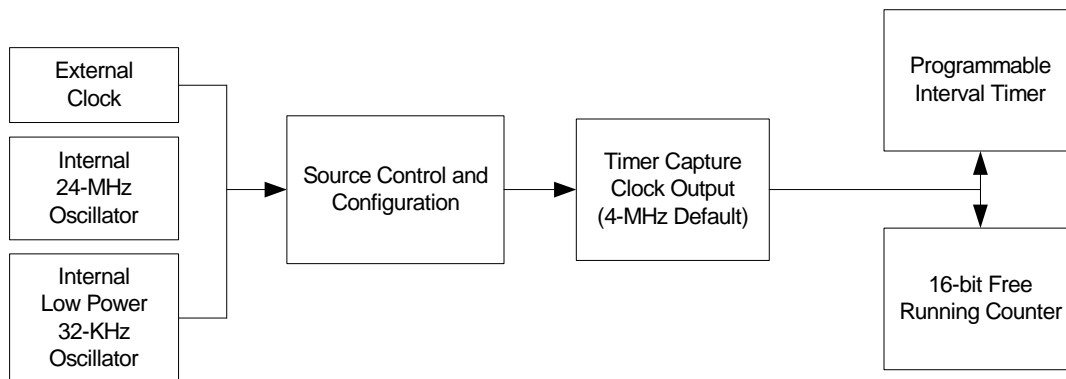 External
Clock
Internal
24-MHz
Oscillator
Internal
Low Power
32-KHz
Oscillator
Source Control and
Configuration
Timer Capture
Clock Output
(4-MHz Default)
Programmable
Interval Timer
16-bit Free
Running Counter